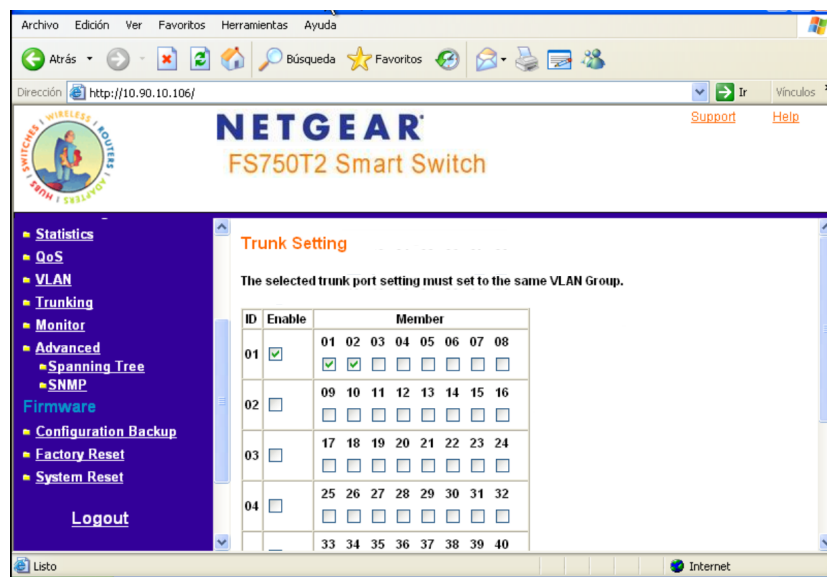 Archivo Edición Ver Favoritos Herramientas Ayuda
Atrás Búsqueda Favoritos
Dirección http://10.90.10.106/ Ir Vínculos
SWITCHES | WIRELESS | ROUTERS | ADAPTERS | HUBS
NETGEAR
FS750T2 Smart Switch
Support Help
Statistics
QoS
VLAN
Trunking
Monitor
Advanced
Spanning Tree
SNMP
Firmware
Configuration Backup
Factory Reset
System Reset
Logout
Trunk Setting
The selected trunk port setting must set to the same VLAN Group.
ID Enable Member
01 02 03 04 05 06 07 08
01
09 10 11 12 13 14 15 16
02
17 18 19 20 21 22 23 24
03
25 26 27 28 29 30 31 32
04
33 34 35 36 37 38 39 40
Listo Internet